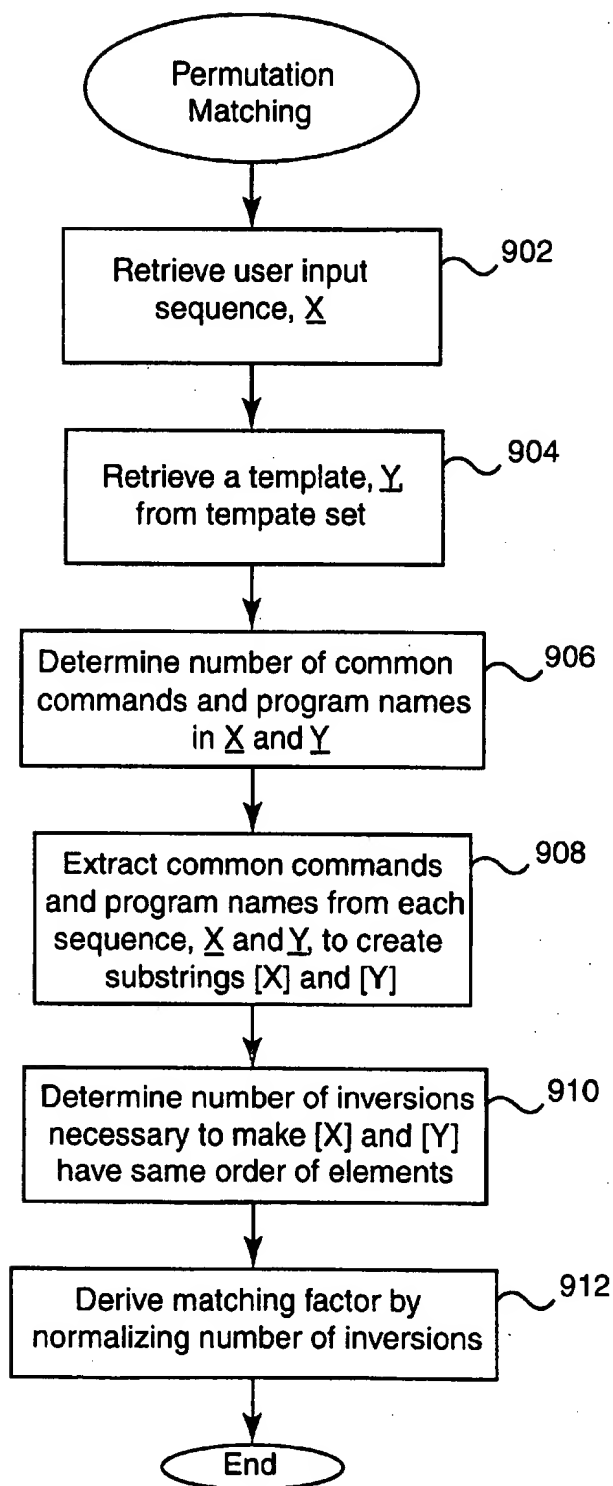 Permutation
Matching
902
Retrieve user input
sequence, X
904
Retrieve a template, Y,
from tempate set
906
Determine number of common
commands and program names
in X and Y
908
Extract common commands
and program names from each
sequence, X and Y, to create
substrings [X] and [Y]
910
Determine number of inversions
necessary to make [X] and [Y]
have same order of elements
912
Derive matching factor by
normalizing number of inversions
End